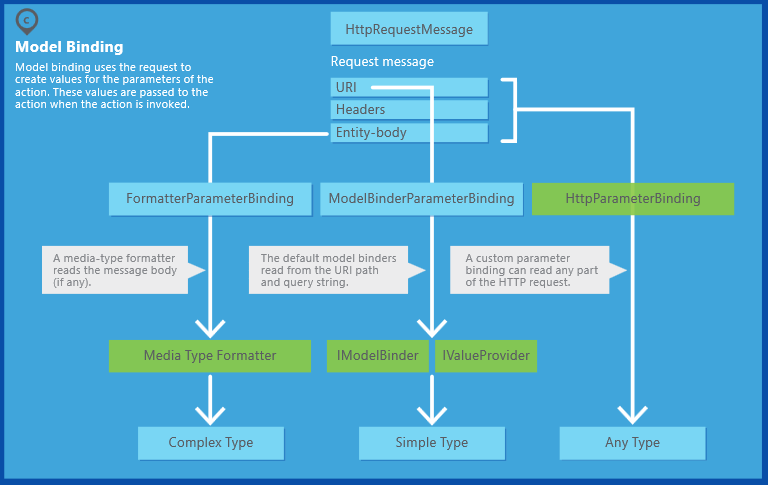 c
Model Binding
Model binding uses the request to
create values for the parameters of the
action. These values are passed to the
action when the action is invoked.
HttpRequestMessage
Request message
URI
Headers
Entity-body
FormatterParameterBinding
ModelBinderParameterBinding
HttpParameterBinding
A media-type formatter
reads the message body
(if any).
The default model binders
read from the URI path
and query string.
A custom parameter
binding can read any part
of the HTTP request.
Media Type Formatter
IModelBinder
IValueProvider
Complex Type
Simple Type
Any Type